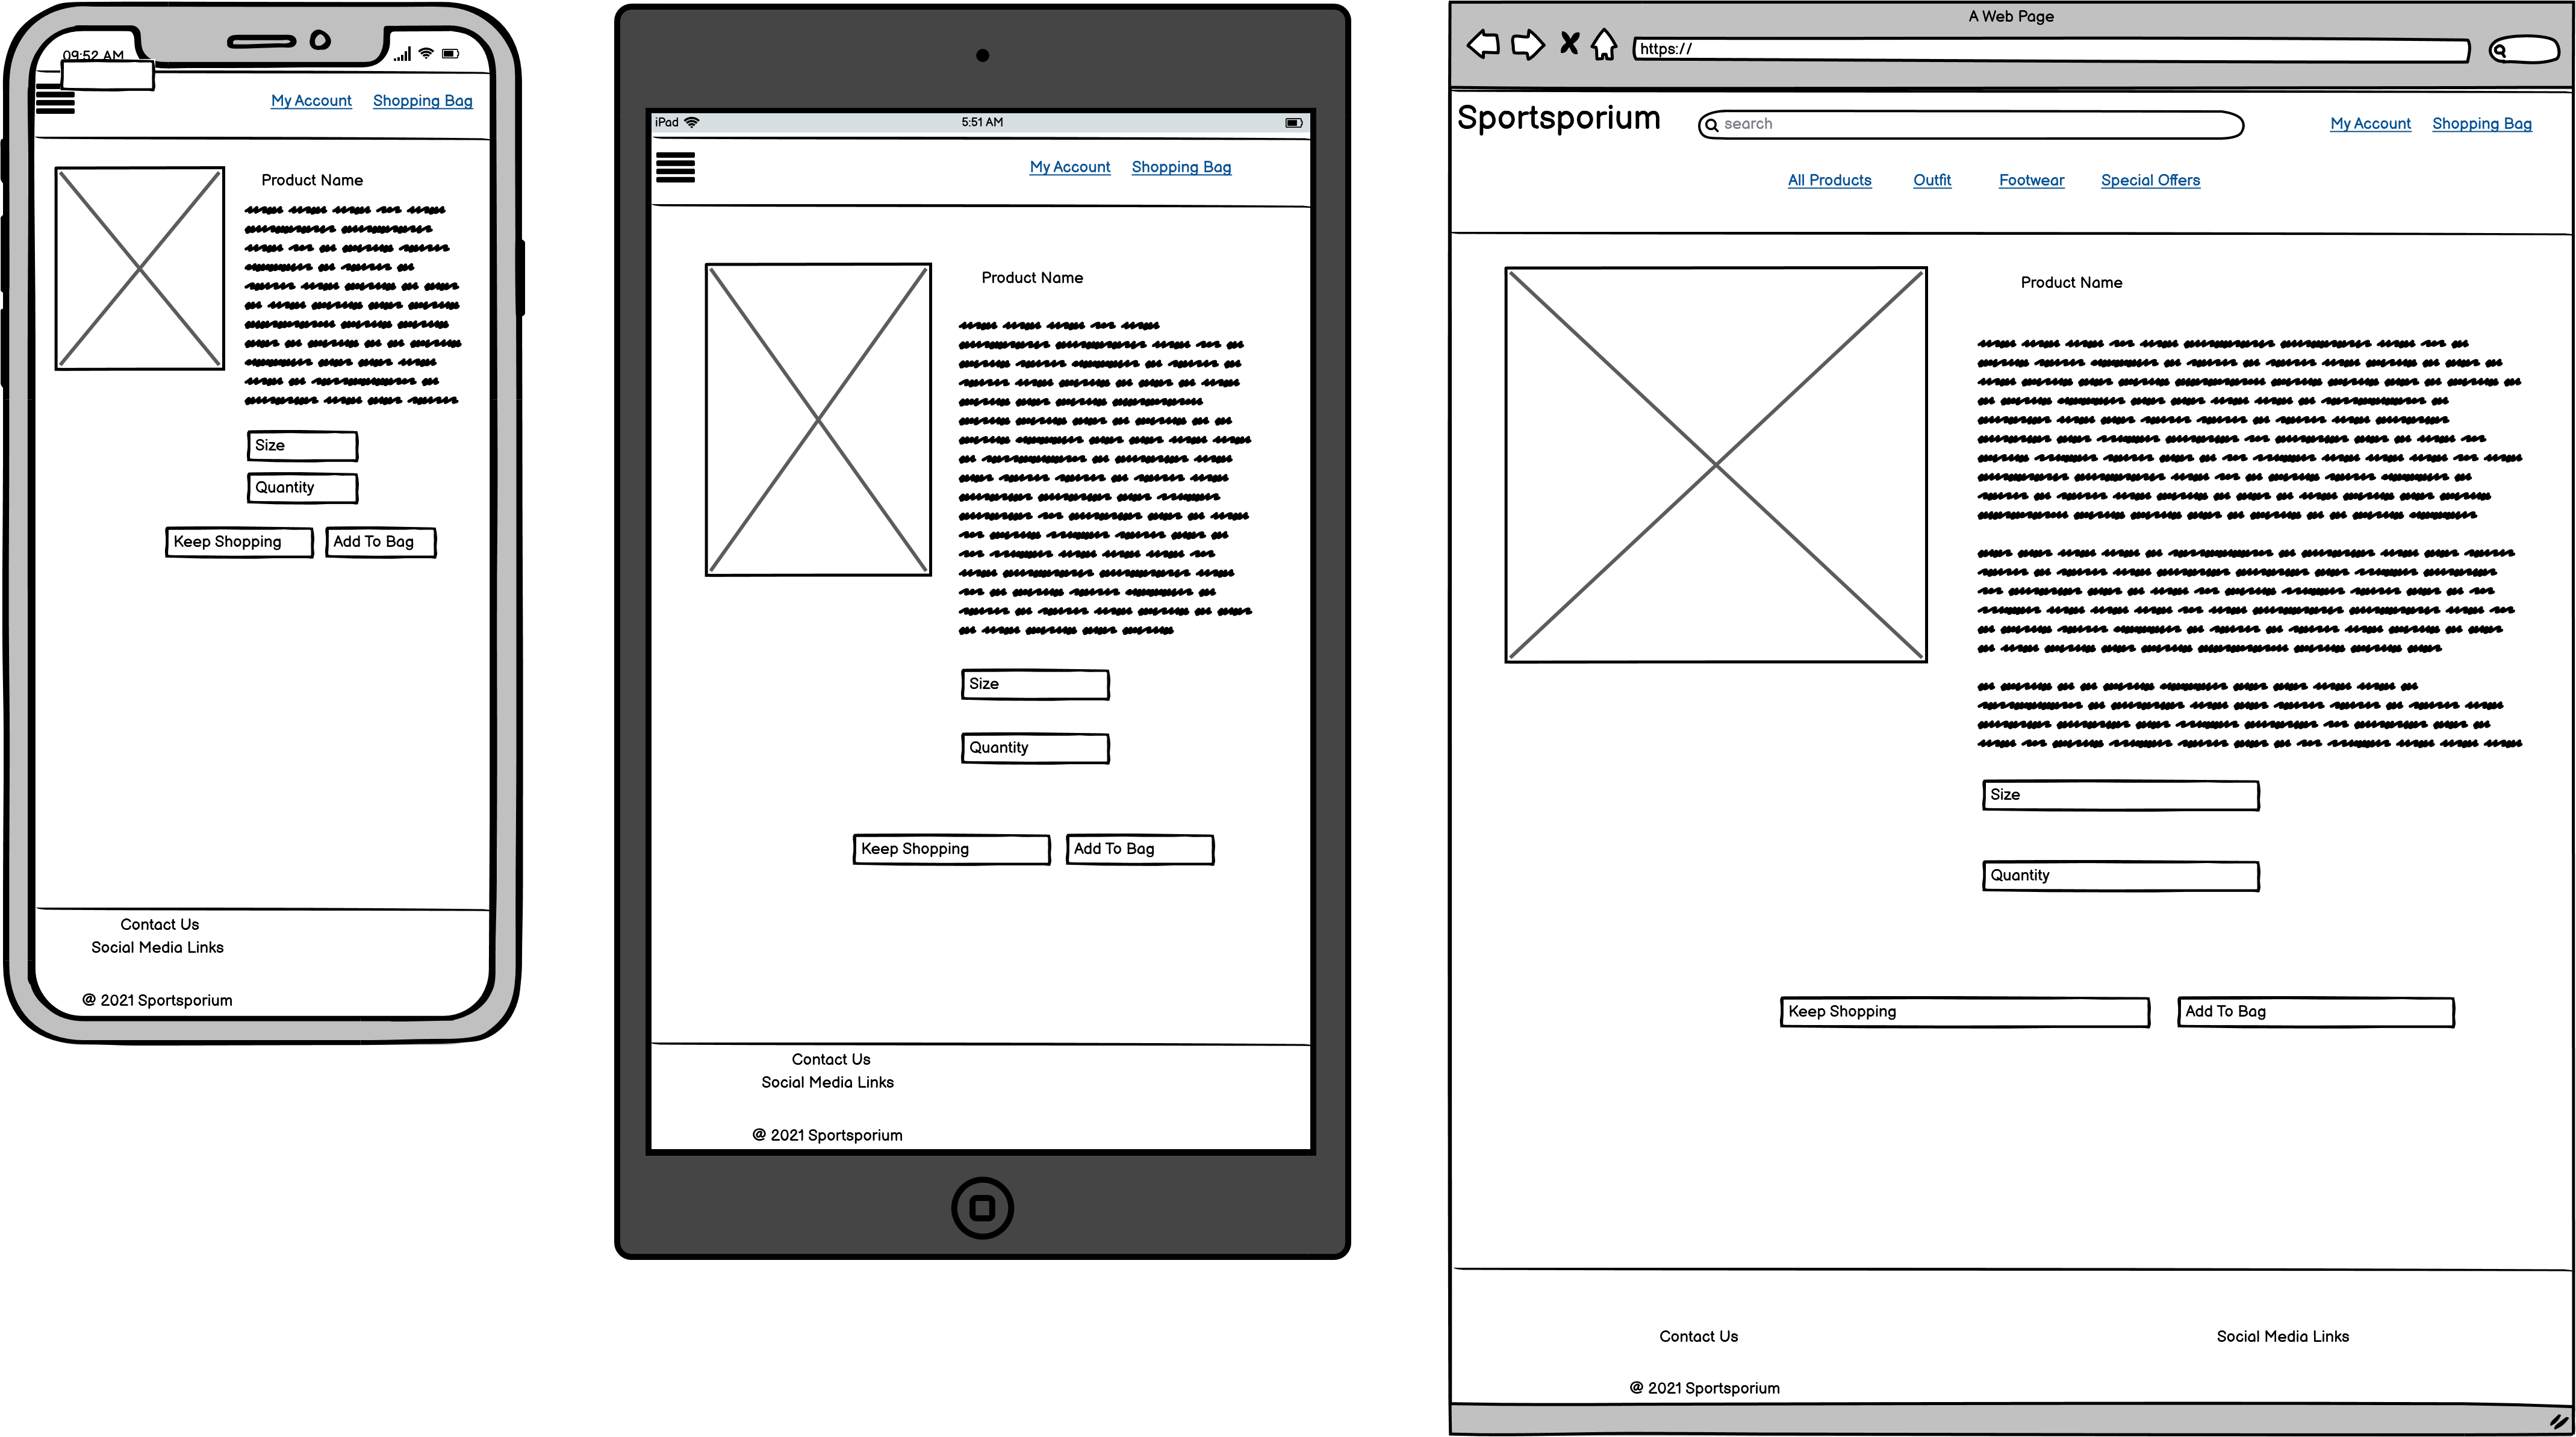 09:52 AM
My Account Shopping Bag
Product Name
Size
Quantity
Keep Shopping Add To Bag
Contact Us
Social Media Links
@ 2021 Sportsporium
iPad 5:51 AM
My Account Shopping Bag
Product Name
Size
Quantity
Keep Shopping Add To Bag
Contact Us
Social Media Links
@ 2021 Sportsporium
A Web Page
https://
Sportsporium search My Account Shopping Bag
All Products Outfit Footwear Special Offers
Product Name
Size
Quantity
Keep Shopping Add To Bag
Contact Us Social Media Links
@ 2021 Sportsporium